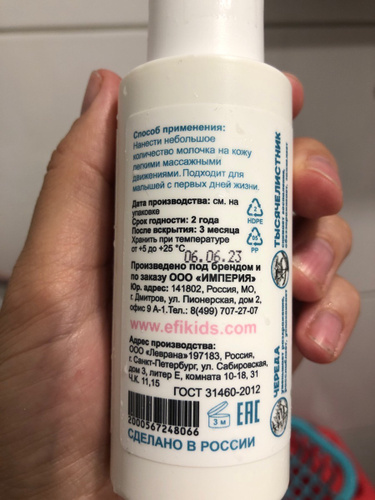 Способ применения:
Нанести небольшое
количество молочка на кожу
легкими массажными
движениями. Подходит для
малышей с первых дней жизни.
Дата производства: см. на
упаковке
Срок годности: 2 года
После вскрытия: 3 месяца
Хранить при температуре
от +5 до +25 °C
06.06.23
Произведено под брендом и
по заказу ООО «ИМПЕРИЯ»
Юр. адрес: 141802, Россия, МО,
г. Дмитров, ул. Пионерская, дом 2,
офис 9 А-1.Тел.: 8(499) 707-27-07
www.efikids.com
Адрес производства:
ООО «Леврана»197183, Россия,
г. Санкт-Петербург, ул. Сабировская,
дом 3, литер Е, комната 10-18, 31
Ч.К. 11,15
ГОСТ 31460-2012
2000567248066
3 м
ЕАС
СДЕЛАНО В РОССИИ
2
HDPE
05
PP
ТЫСЯЧЕЛИСТНИК
ЧЕРЕДА